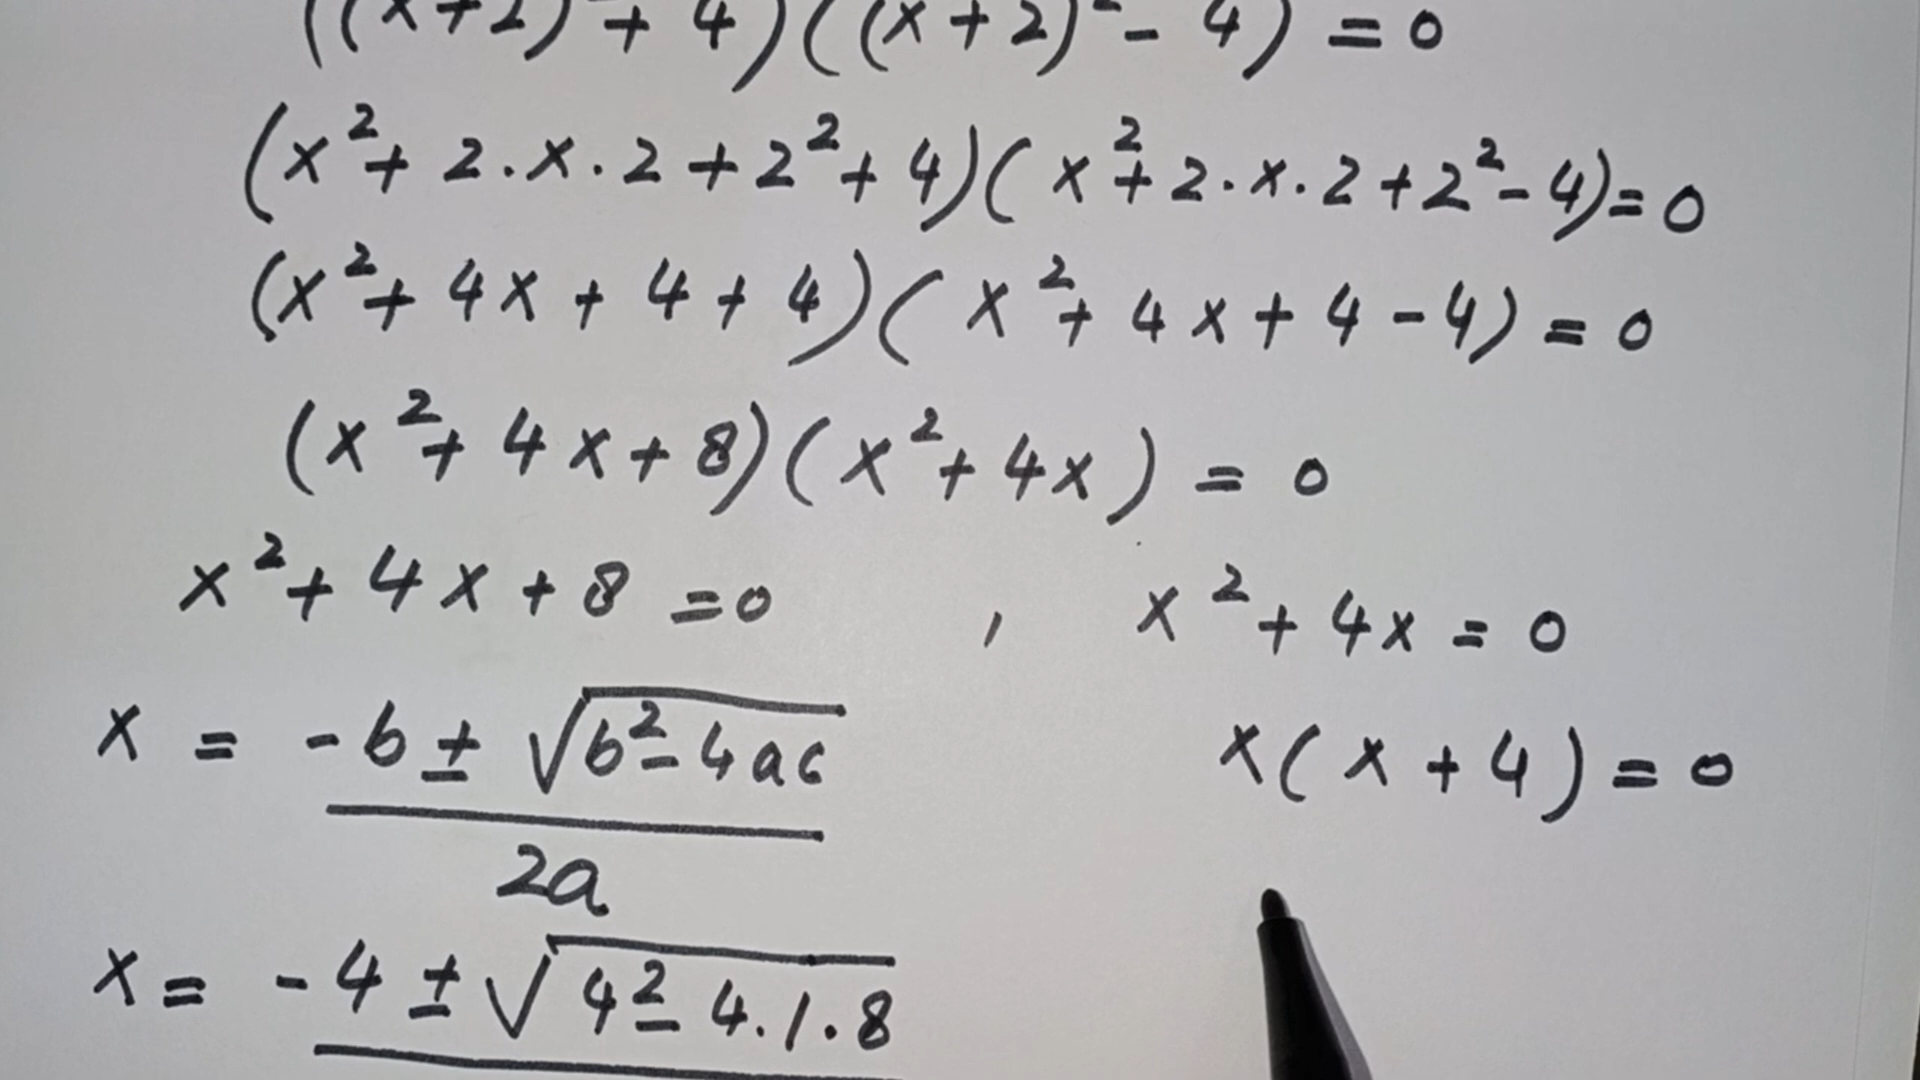 ((x+2)²+4)((x+2)²-4)=0
(x²+2.x.2+2²+4)(x²+2.x.2+2²-4)=0
(x²+4x+4+4)(x²+4x+4-4)=0
(x²+4x+8)(x²+4x)=0
x²+4x+8=0 , x²+4x=0
x = -b±√b²-4ac
2a
x(x+4)=0
x= -4±√4²-4.1.8